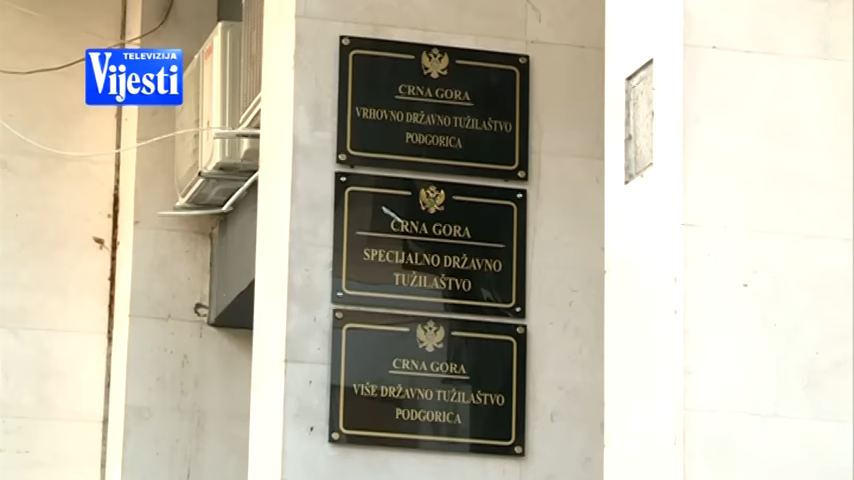 TELEVIZIJA
Vijesti
CRNA GORA
VRHOVNO DRŽAVNO TUŽILAŠTVO
PODGORICA
CRNA GORA
SPECIJALNO DRŽAVNO
TUŽILAŠTVO
CRNA GORA
VIŠE DRŽAVNO TUŽILAŠTVO
PODGORICA